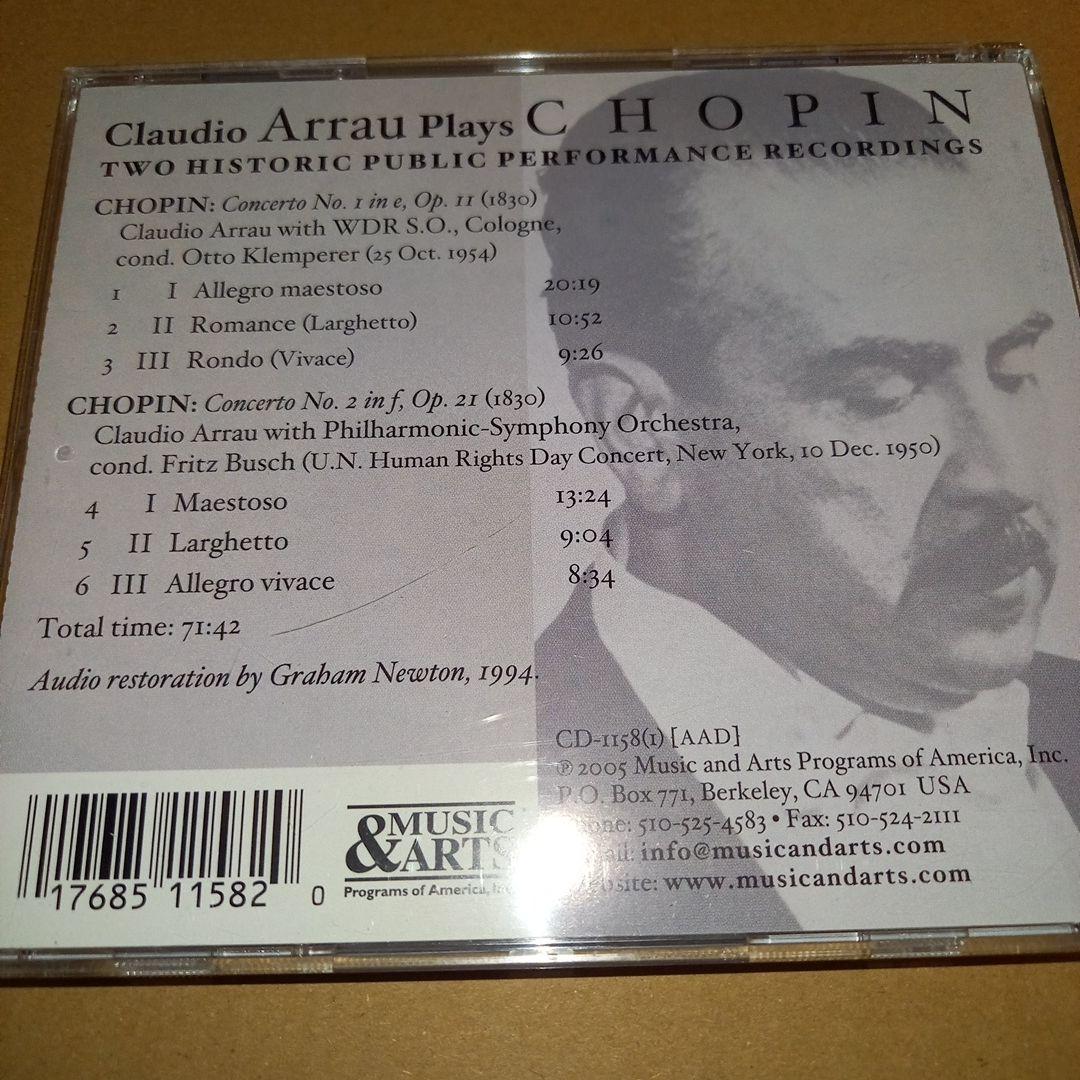 Claudio Arrau Plays CHOPIN
TWO HISTORIC PUBLIC PERFORMANCE RECORDINGS
CHOPIN: Concerto No. 1 in e, Op. 11 (1830)
Claudio Arrau with WDR S.O., Cologne,
cond. Otto Klemperer (25 Oct. 1954)
1 I Allegro maestoso 20:19
2 II Romance (Larghetto) 10:52
3 III Rondo (Vivace) 9:26
CHOPIN: Concerto No. 2 in f, Op. 21 (1830)
Claudio Arrau with Philharmonic-Symphony Orchestra,
cond. Fritz Busch (U.N. Human Rights Day Concert, New York, 10 Dec. 1950)
4 I Maestoso 13:24
5 II Larghetto 9:04
6 III Allegro vivace 8:34
Total time: 71:42
Audio restoration by Graham Newton, 1994.
CD-1158(1) [AAD]
℗ 2005 Music and Arts Programs of America, Inc.
P.O. Box 771, Berkeley, CA 94701 USA
Phone: 510-525-4583 • Fax: 510-524-2111
info@musicandarts.com
Website: www.musicandarts.com
17685 11582 0
MUSIC
&ARTS
Programs of America, Inc.